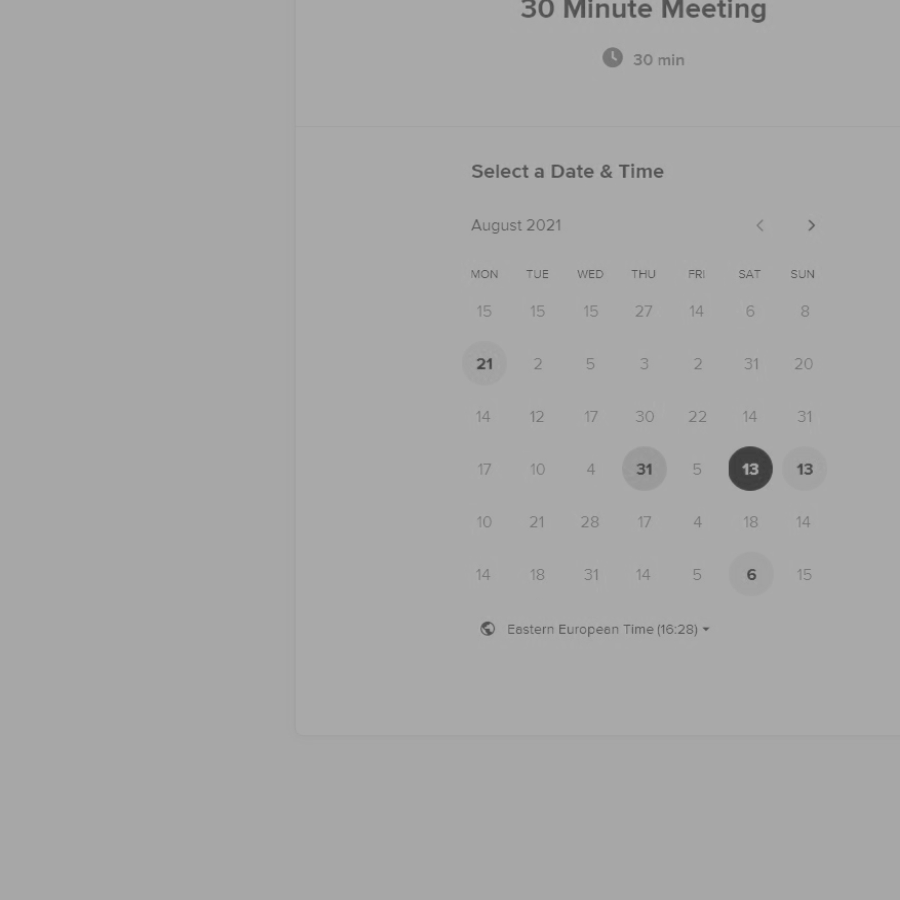 30 Minute Meeting
30 min
Select a Date & Time
August 2021
MON TUE WED THU FRI SAT SUN
15 15 15 27 14 6 8
21 2 5 3 2 31 20
14 12 17 30 22 14 31
17 10 4 31 5 13 13
10 21 28 17 4 18 14
14 18 31 14 5 6 15
Eastern European Time (16:28)